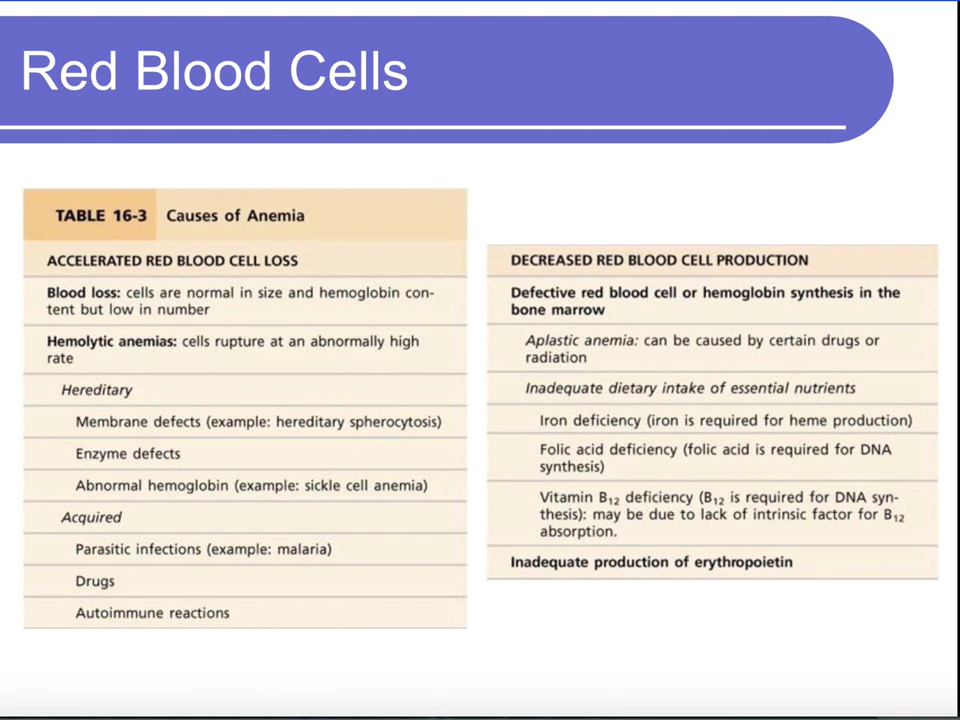 Red Blood Cells
TABLE 16-3 Causes of Anemia
ACCELERATED RED BLOOD CELL LOSS
Blood loss: cells are normal in size and hemoglobin con-
tent but low in number
Hemolytic anemias: cells rupture at an abnormally high
rate
Hereditary
Membrane defects (example: hereditary spherocytosis)
Enzyme defects
Abnormal hemoglobin (example: sickle cell anemia)
Acquired
Parasitic infections (example: malaria)
Drugs
Autoimmune reactions
DECREASED RED BLOOD CELL PRODUCTION
Defective red blood cell or hemoglobin synthesis in the
bone marrow
Aplastic anemia: can be caused by certain drugs or
radiation
Inadequate dietary intake of essential nutrients
Iron deficiency (iron is required for heme production)
Folic acid deficiency (folic acid is required for DNA
synthesis)
Vitamin B₁₂ deficiency (B₁₂ is required for DNA syn-
thesis): may be due to lack of intrinsic factor for B₁₂
absorption.
Inadequate production of erythropoietin